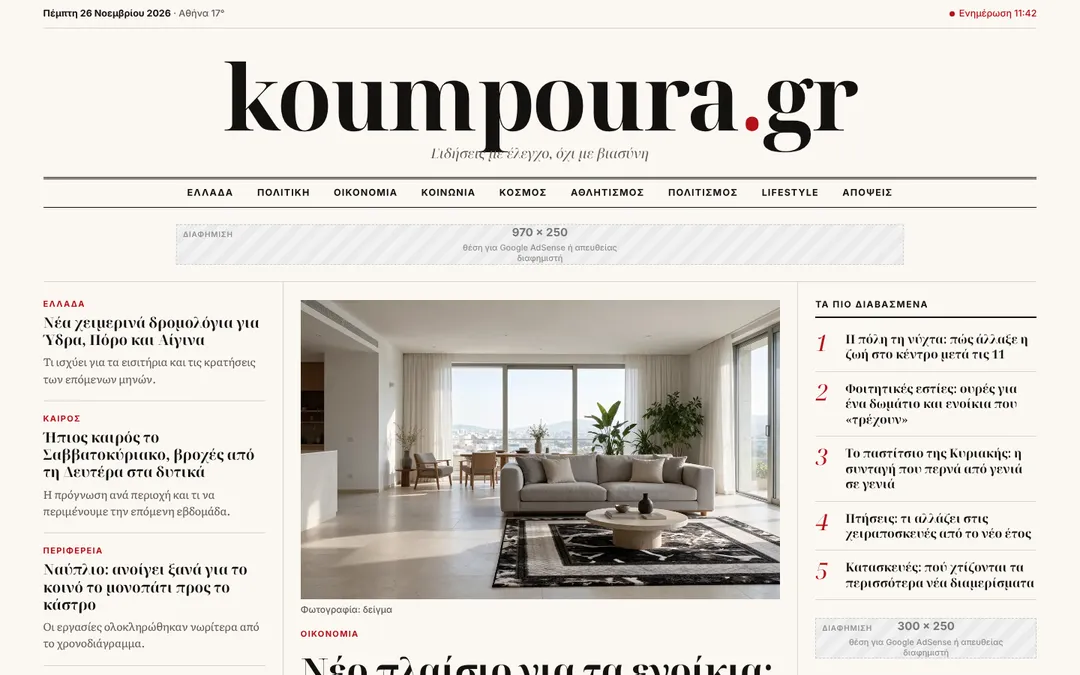 Πέμπτη 26 Νοεμβρίου 2026 · Αθήνα 17°
Ενημέρωση 11:42
koumpoura.gr
Ειδήσεις με έλεγχο, όχι με βιασύνη
ΕΛΛΑΔΑ ΠΟΛΙΤΙΚΗ ΟΙΚΟΝΟΜΙΑ ΚΟΙΝΩΝΙΑ ΚΟΣΜΟΣ ΑΘΛΗΤΙΣΜΟΣ ΠΟΛΙΤΙΣΜΟΣ LIFESTYLE ΑΠΟΨΕΙΣ
ΔΙΑΦΗΜΙΣΗ
970 × 250
θέση για Google AdSense ή απευθείας
διαφημιστή
ΕΛΛΑΔΑ
Νέα χειμερινά δρομολόγια για
Ύδρα, Πόρο και Αίγινα
Τι ισχύει για τα εισιτήρια και τις κρατήσεις
των επόμενων μηνών.
ΚΑΙΡΟΣ
Ήπιος καιρός το
Σαββατοκύριακο, βροχές από
τη Δευτέρα στα δυτικά
Η πρόγνωση ανά περιοχή και τι να
περιμένουμε την επόμενη εβδομάδα.
ΠΕΡΙΦΕΡΕΙΑ
Ναύπλιο: ανοίγει ξανά για το
κοινό το μονοπάτι προς το
κάστρο
Οι εργασίες ολοκληρώθηκαν νωρίτερα από
το χρονοδιάγραμμα.
Φωτογραφία: δείγμα
ΟΙΚΟΝΟΜΙΑ
Νέο πλαίσιο για τα ενοίκια:
ΤΑ ΠΙΟ ΔΙΑΒΑΣΜΕΝΑ
1 Η πόλη τη νύχτα: πώς άλλαξε η
ζωή στο κέντρο μετά τις 11
2 Φοιτητικές εστίες: ουρές για
ένα δωμάτιο και ενοίκια που
«τρέχουν»
3 Το παστίτσιο της Κυριακής: η
συνταγή που περνά από γενιά
σε γενιά
4 Πτήσεις: τι αλλάζει στις
χειραποσκευές από το νέο έτος
5 Κατασκευές: πού χτίζονται τα
περισσότερα νέα διαμερίσματα
ΔΙΑΦΗΜΙΣΗ
300 × 250
θέση για Google AdSense ή απευθείας
διαφημιστή